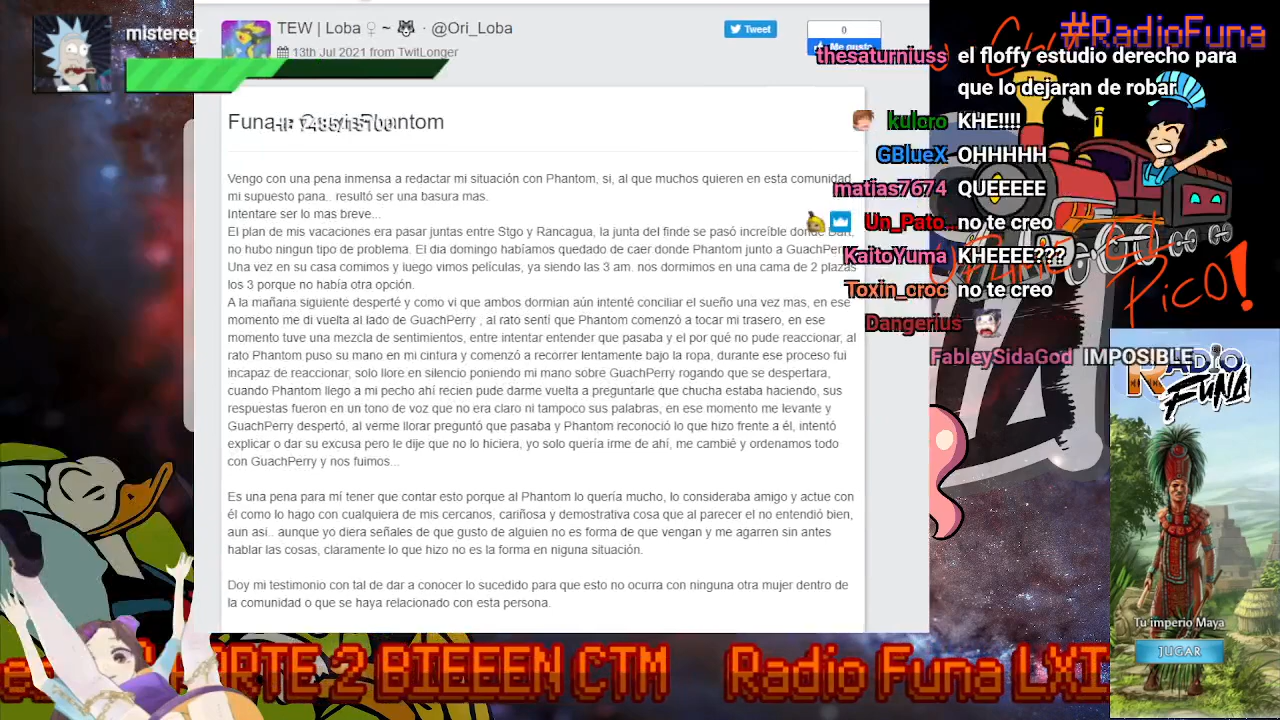 mistereg
TEW | Loba ♀ ~ 🐺 · @Ori_Loba
13th Jul 2021 from TwitLonger
Tweet
0
Me gusta
#RadioFuna
thesaturniuss el floffy estudio derecho para
que lo dejaran de robar
kulero KHE!!!!
GBlueX OHHHHH
matias7674 QUEEEEE
Un_Pato.. no te creo
KaitoYuma KHEEEE???
Toxin_croc no te creo
Dangerius
FableySidaGod IMPOSIBLE
Funa a Phantom
Vengo con una pena inmensa a redactar mi situación con Phantom, si, al que muchos quieren en esta comunidad,
mi supuesto pana.. resultó ser una basura mas.
Intentare ser lo mas breve...
El plan de mis vacaciones era pasar juntas entre Stgo y Rancagua, la junta del finde se pasó increíble donde
no hubo ningun tipo de problema. El dia domingo habíamos quedado de caer donde Phantom junto a GuachPerry
Una vez en su casa comimos y luego vimos películas, ya siendo las 3 am. nos dormimos en una cama de 2 plazas
los 3 porque no había otra opción.
A la mañana siguiente desperté y como vi que ambos dormian aún intenté conciliar el sueño una vez mas, en ese
momento me di vuelta al lado de GuachPerry , al rato sentí que Phantom comenzó a tocar mi trasero, en ese
momento tuve una mezcla de sentimientos, entre intentar entender que pasaba y el por qué no pude reaccionar, al
rato Phantom puso su mano en mi cintura y comenzó a recorrer lentamente bajo la ropa, durante ese proceso fui
incapaz de reaccionar, solo llore en silencio poniendo mi mano sobre GuachPerry rogando que se despertara,
cuando Phantom llego a mi pecho ahí recien pude darme vuelta a preguntarle que chucha estaba haciendo, sus
respuestas fueron en un tono de voz que no era claro ni tampoco sus palabras, en ese momento me levante y
GuachPerry despertó, al verme llorar preguntó que pasaba y Phantom reconoció lo que hizo frente a él, intentó
explicar o dar su excusa pero le dije que no lo hiciera, yo solo quería irme de ahí, me cambié y ordenamos todo
con GuachPerry y nos fuimos...
Es una pena para mí tener que contar esto porque al Phantom lo quería mucho, lo consideraba amigo y actue con
él como lo hago con cualquiera de mis cercanos, cariñosa y demostrativa cosa que al parecer el no entendió bien,
aun asi.. aunque yo diera señales de que gusto de alguien no es forma de que vengan y me agarren sin antes
hablar las cosas, claramente lo que hizo no es la forma en niguna situación.
Doy mi testimonio con tal de dar a conocer lo sucedido para que esto no ocurra con ninguna otra mujer dentro de
la comunidad o que se haya relacionado con esta persona.
PICO!
RADIO
FUNA
Tu imperio Maya
JUGAR
PARTE 2 BIEEEN CTM Radio Funa LXI